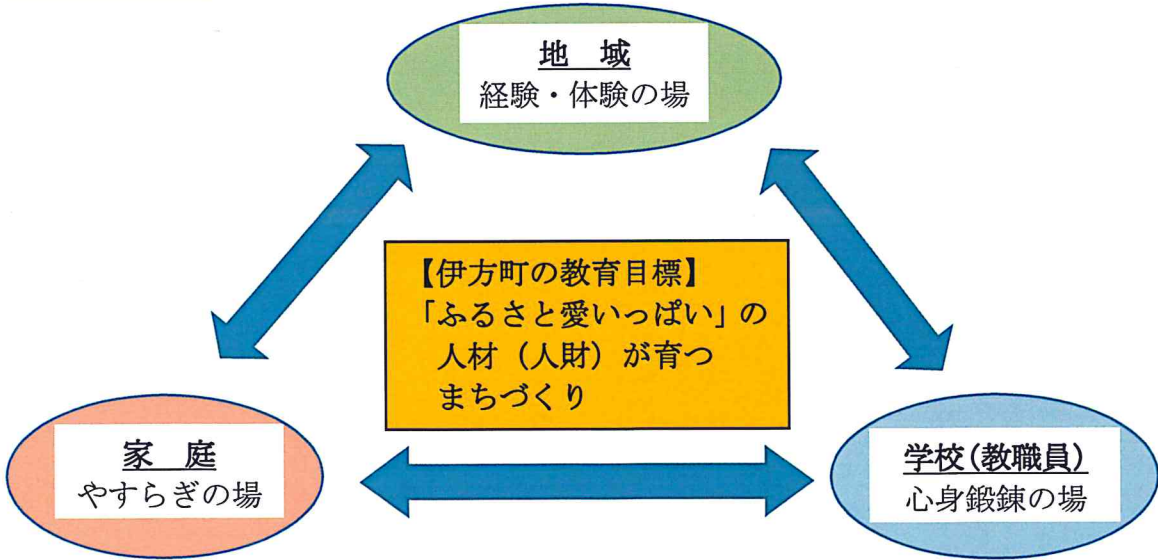 地　域
経験・体験の場
【伊方町の教育目標】
「ふるさと愛いっぱい」の
人材（人財）が育つ
まちづくり
家　庭
やすらぎの場
学校(教職員)
心身鍛錬の場